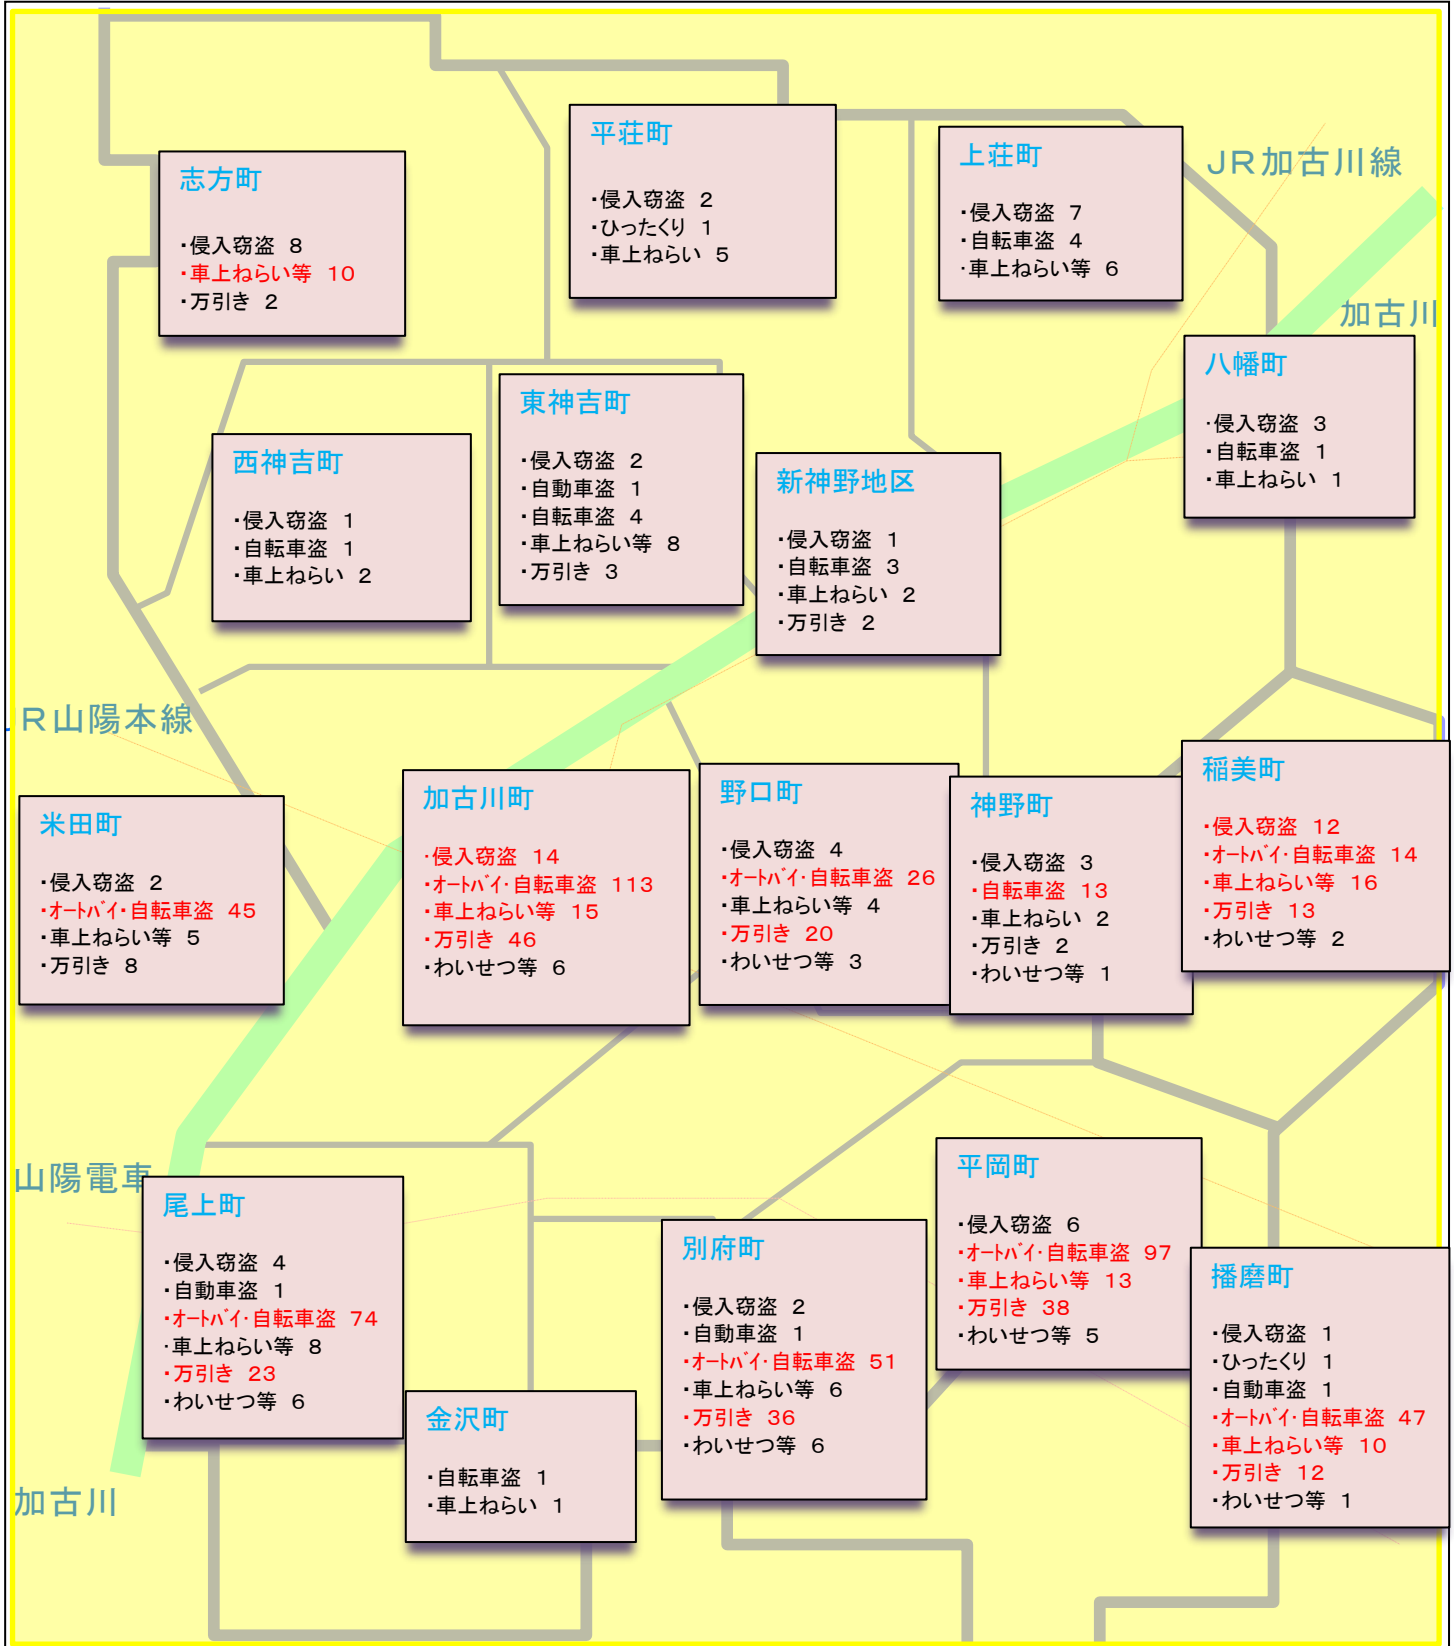 平荘町
・侵入窃盗 2
・ひったくり 1
・車上ねらい 5
上荘町
・侵入窃盗 7
・自転車盗 4
・車上ねらい等 6
JR加古川線
志方町
・侵入窃盗 8
・車上ねらい等 10
・万引き 2
加古川
八幡町
・侵入窃盗 3
・自転車盗 1
・車上ねらい 1
東神吉町
・侵入窃盗 2
・自動車盗 1
・自転車盗 4
・車上ねらい等 8
・万引き 3
西神吉町
・侵入窃盗 1
・自転車盗 1
・車上ねらい 2
新神野地区
・侵入窃盗 1
・自転車盗 3
・車上ねらい 2
・万引き 2
JR山陽本線
米田町
・侵入窃盗 2
・オートバイ・自転車盗 45
・車上ねらい等 5
・万引き 8
加古川町
・侵入窃盗 14
・オートバイ・自転車盗 113
・車上ねらい等 15
・万引き 46
・わいせつ等 6
野口町
・侵入窃盗 4
・オートバイ・自転車盗 26
・車上ねらい等 4
・万引き 20
・わいせつ等 3
神野町
・侵入窃盗 3
・自転車盗 13
・車上ねらい 2
・万引き 2
・わいせつ等 1
稲美町
・侵入窃盗 12
・オートバイ・自転車盗 14
・車上ねらい等 16
・万引き 13
・わいせつ等 2
山陽電車
尾上町
・侵入窃盗 4
・自動車盗 1
・オートバイ・自転車盗 74
・車上ねらい等 8
・万引き 23
・わいせつ等 6
金沢町
・自転車盗 1
・車上ねらい 1
別府町
・侵入窃盗 2
・自動車盗 1
・オートバイ・自転車盗 51
・車上ねらい等 6
・万引き 36
・わいせつ等 6
平岡町
・侵入窃盗 6
・オートバイ・自転車盗 97
・車上ねらい等 13
・万引き 38
・わいせつ等 5
播磨町
・侵入窃盗 1
・ひったくり 1
・自動車盗 1
・オートバイ・自転車盗 47
・車上ねらい等 10
・万引き 12
・わいせつ等 1
加古川